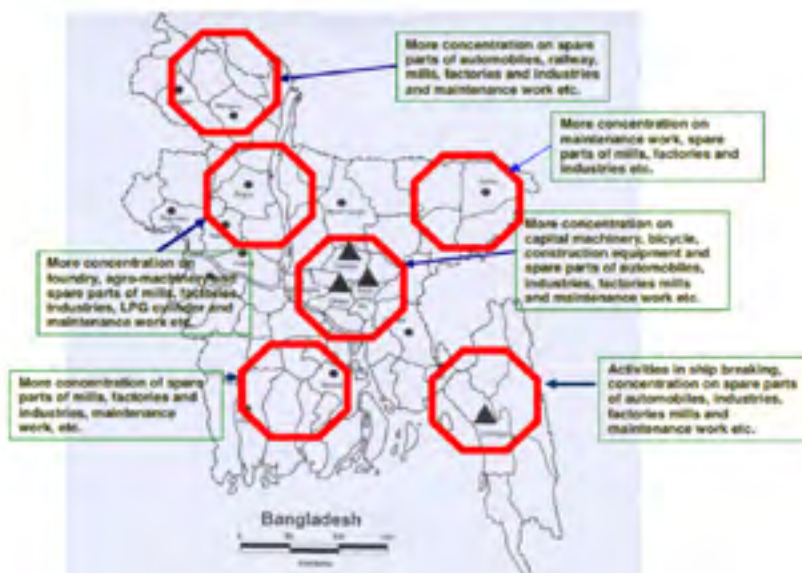 More concentration on spare
parts of automobiles, railway,
mills, factories and industries
and maintenance work etc.
More concentration on
maintenance work, spare
parts of mills, factories and
industries etc.
More concentration on
capital machinery, bicycle,
construction equipment and
spare parts of automobiles,
industries, factories mills
and maintenance work etc.
More concentration on
foundry, agro-machinery and
spare parts of mills, factories,
industries, LPG cylinder and
maintenance work etc.
More concentration of spare
parts of mills, factories and
industries, maintenance
work, etc.
Activities in ship breaking,
concentration on spare parts
of automobiles, industries,
factories mills and
maintenance work etc.
Bangladesh